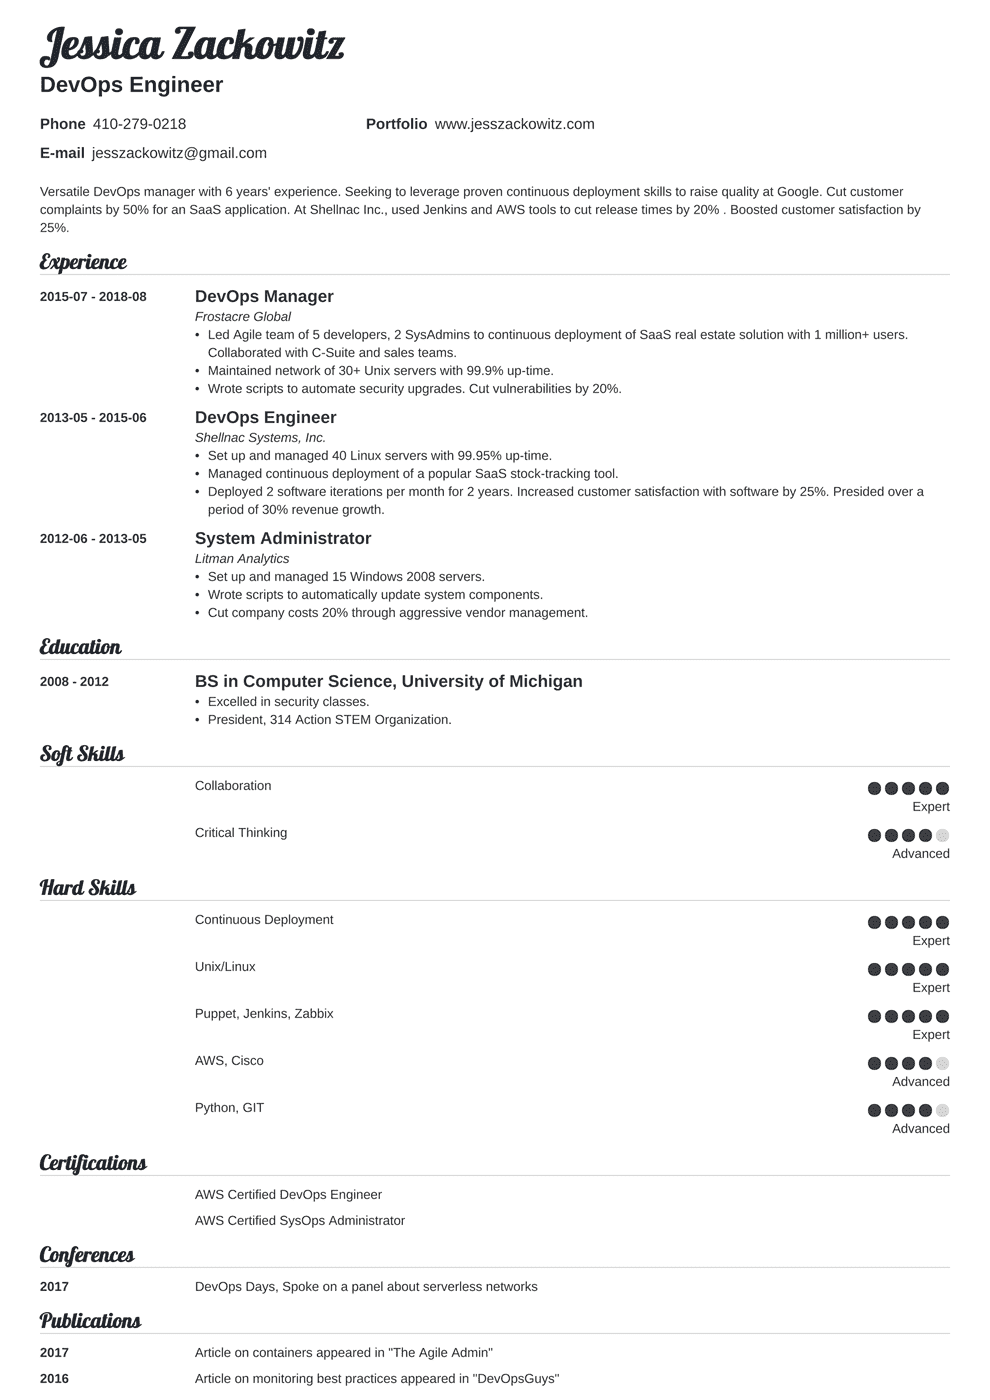 Jessica Zackowitz
DevOps Engineer
Phone 410-279-0218 Portfolio www.jesszackowitz.com
E-mail jesszackowitz@gmail.com
Versatile DevOps manager with 6 years' experience. Seeking to leverage proven continuous deployment skills to raise quality at Google. Cut customer
complaints by 50% for an SaaS application. At Shellnac Inc., used Jenkins and AWS tools to cut release times by 20% . Boosted customer satisfaction by
25%.
Experience
2015-07 - 2018-08 DevOps Manager
Frostacre Global
• Led Agile team of 5 developers, 2 SysAdmins to continuous deployment of SaaS real estate solution with 1 million+ users.
Collaborated with C-Suite and sales teams.
• Maintained network of 30+ Unix servers with 99.9% up-time.
• Wrote scripts to automate security upgrades. Cut vulnerabilities by 20%.
2013-05 - 2015-06 DevOps Engineer
Shellnac Systems, Inc.
• Set up and managed 40 Linux servers with 99.95% up-time.
• Managed continuous deployment of a popular SaaS stock-tracking tool.
• Deployed 2 software iterations per month for 2 years. Increased customer satisfaction with software by 25%. Presided over a
period of 30% revenue growth.
2012-06 - 2013-05 System Administrator
Litman Analytics
• Set up and managed 15 Windows 2008 servers.
• Wrote scripts to automatically update system components.
• Cut company costs 20% through aggressive vendor management.
Education
2008 - 2012 BS in Computer Science, University of Michigan
• Excelled in security classes.
• President, 314 Action STEM Organization.
Soft Skills
Collaboration
Expert
Critical Thinking
Advanced
Hard Skills
Continuous Deployment
Expert
Unix/Linux
Expert
Puppet, Jenkins, Zabbix
Expert
AWS, Cisco
Advanced
Python, GIT
Advanced
Certifications
AWS Certified DevOps Engineer
AWS Certified SysOps Administrator
Conferences
2017 DevOps Days, Spoke on a panel about serverless networks
Publications
2017 Article on containers appeared in "The Agile Admin"
2016 Article on monitoring best practices appeared in "DevOpsGuys"